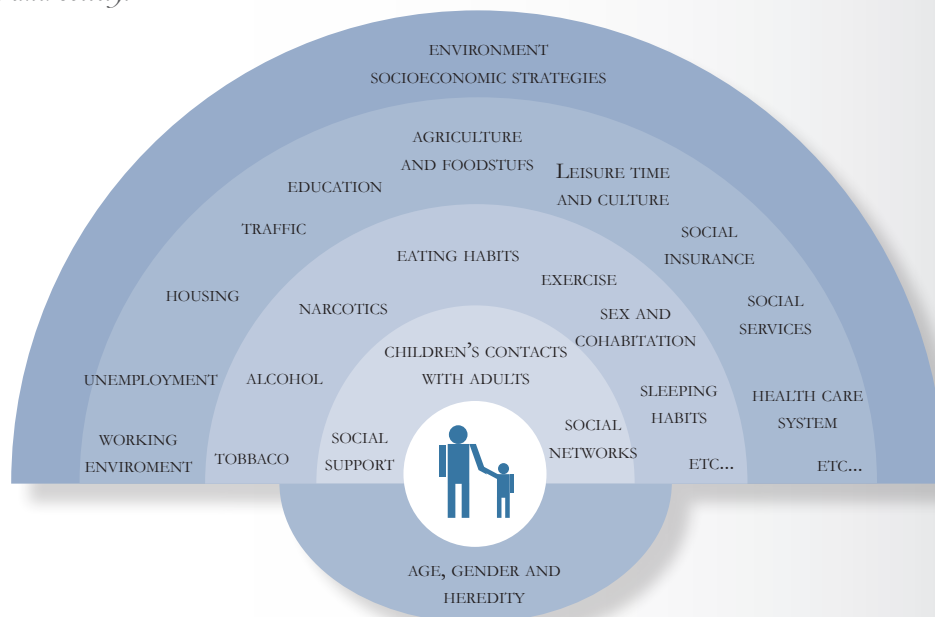 ENVIRONMENT
SOCIOECONOMIC STRATEGIES
AGRICULTURE
AND FOODSTUFS
LEISURE TIME
AND CULTURE
EDUCATION
TRAFFIC
SOCIAL
INSURANCE
HOUSING
SOCIAL
SERVICES
UNEMPLOYMENT
HEALTH CARE
SYSTEM
WORKING
ENVIROMENT
ETC...
EATING HABITS
EXERCISE
NARCOTICS
SEX AND
COHABITATION
ALCOHOL
SLEEPING
HABITS
TOBBACO
ETC...
CHILDREN'S CONTACTS
WITH ADULTS
SOCIAL
SUPPORT
SOCIAL
NETWORKS
AGE, GENDER AND
HEREDITY